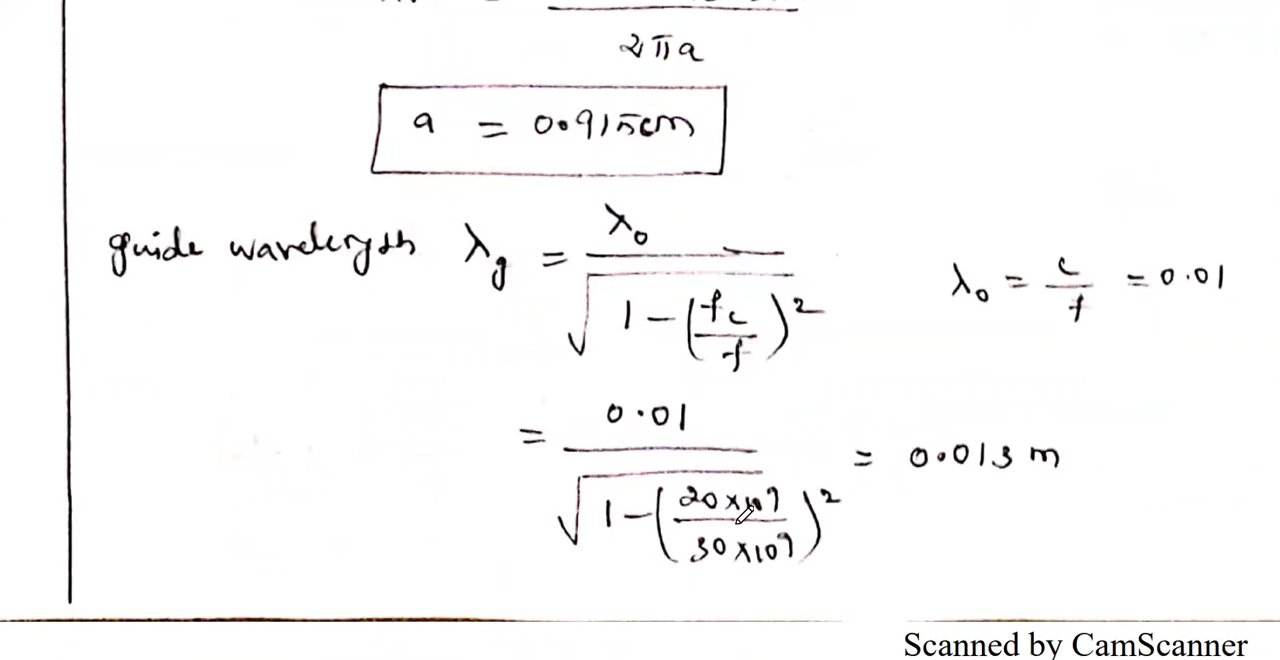 2πa
a = 0.915cm
guide wavelength λg = λ0 / √(1 - (fc/f)²)   λ0 = c/f = 0.01
= 0.01 / √(1 - (20×10⁹/30×10⁹)²) = 0.013 m
Scanned by CamScanner